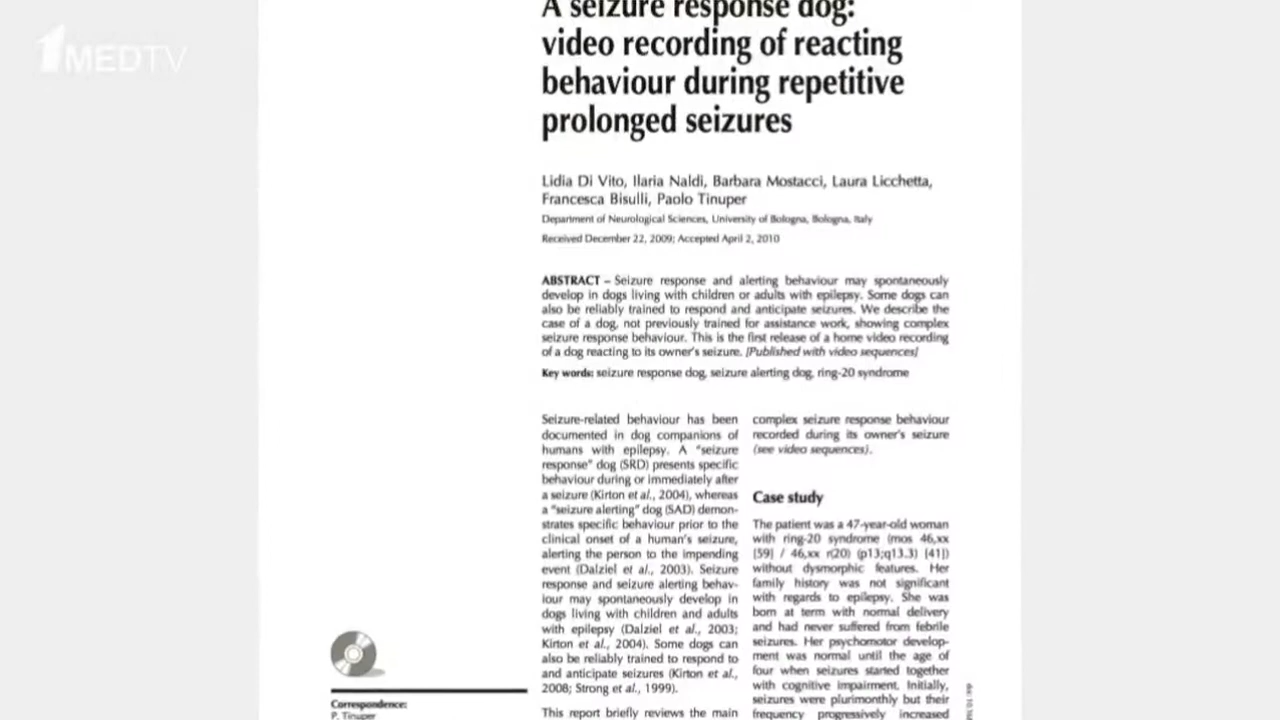 1MEDTV
A seizure response dog:
video recording of reacting
behaviour during repetitive
prolonged seizures
Lidia Di Vito, Ilaria Naldi, Barbara Mostacci, Laura Licchetta,
Francesca Bisulli, Paolo Tinuper
Department of Neurological Sciences, University of Bologna, Bologna, Italy
Received December 22, 2009; Accepted April 2, 2010
ABSTRACT – Seizure response and alerting behaviour may spontaneously
develop in dogs living with children or adults with epilepsy. Some dogs can
also be reliably trained to respond and anticipate seizures. We describe the
case of a dog, not previously trained for assistance work, showing complex
seizure response behaviour. This is the first release of a home video recording
of a dog reacting to its owner's seizure. [Published with video sequences]
Key words: seizure response dog, seizure alerting dog, ring-20 syndrome
Seizure-related behaviour has been
documented in dog companions of
humans with epilepsy. A "seizure
response" dog (SRD) presents specific
behaviour during or immediately after
a seizure (Kirton et al., 2004), whereas
a "seizure alerting" dog (SAD) demon-
strates specific behaviour prior to the
clinical onset of a human's seizure,
alerting the person to the impending
event (Dalziel et al., 2003). Seizure
response and seizure alerting behav-
iour may spontaneously develop in
dogs living with children and adults
with epilepsy (Dalziel et al., 2003;
Kirton et al., 2004). Some dogs can
also be reliably trained to respond to
and anticipate seizures (Kirton et al.,
2008; Strong et al., 1999).
This report briefly reviews the main
complex seizure response behaviour
recorded during its owner's seizure
(see video sequences).
Case study
The patient was a 47-year-old woman
with ring-20 syndrome (mos 46,xx
[59] / 46,xx r(20) (p13;q13.3) [41])
without dysmorphic features. Her
family history was not significant
with regards to epilepsy. She was
born at term with normal delivery
and had never suffered from febrile
seizures. Her psychomotor develop-
ment was normal until the age of
four when seizures started together
with cognitive impairment. Initially,
seizures were plurimonthly but their
frequency progressively increased
Correspondence:
P. Tinuper